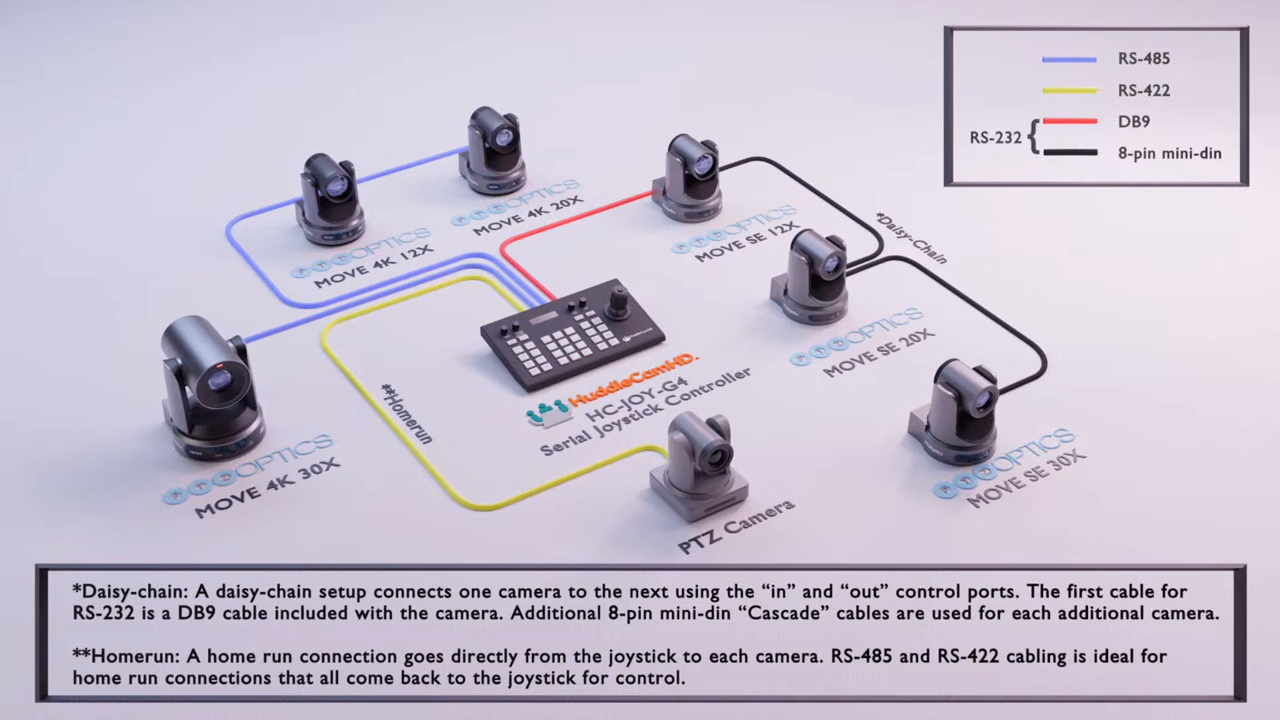 RS-485
RS-422
RS-232 { DB9
8-pin mini-din
PTZOPTICS
MOVE 4K 20X
PTZOPTICS
MOVE 4K 12X
PTZOPTICS
MOVE SE 12X
*Daisy-Chain
PTZOPTICS
MOVE SE 20X
HuddleCamHD.
HC-JOY-G4
Serial Joystick Controller
**Homerun
PTZOPTICS
MOVE 4K 30X
PTZOPTICS
MOVE SE 30X
PTZ Camera
*Daisy-chain: A daisy-chain setup connects one camera to the next using the “in” and “out” control ports. The first cable for
RS-232 is a DB9 cable included with the camera. Additional 8-pin mini-din “Cascade” cables are used for each additional camera.
**Homerun: A home run connection goes directly from the joystick to each camera. RS-485 and RS-422 cabling is ideal for
home run connections that all come back to the joystick for control.